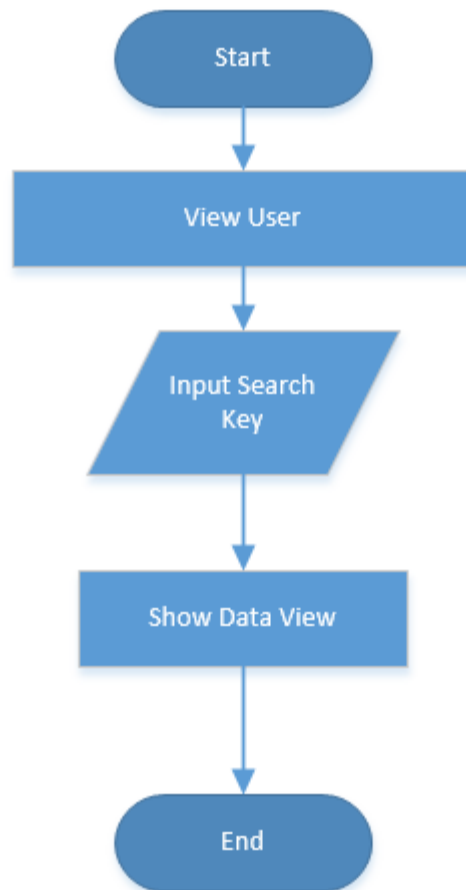 Start
View User
Input Search
Key
Show Data View
End